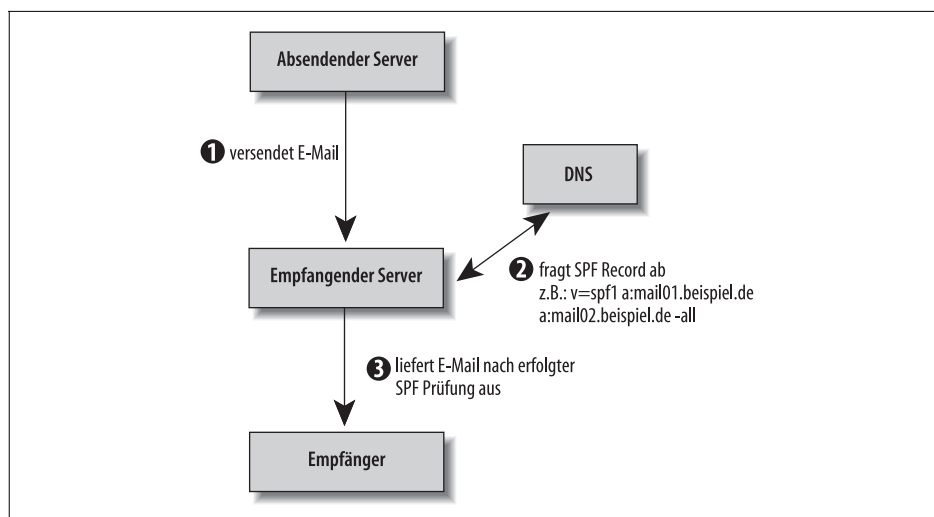 Absendender Server
1 versendet E-Mail
DNS
Empfangender Server
2 fragt SPF Record ab
z.B.: v=spf1 a:mail01.beispiel.de
a:mail02.beispiel.de -all
3 liefert E-Mail nach erfolgter
SPF Prüfung aus
Empfänger